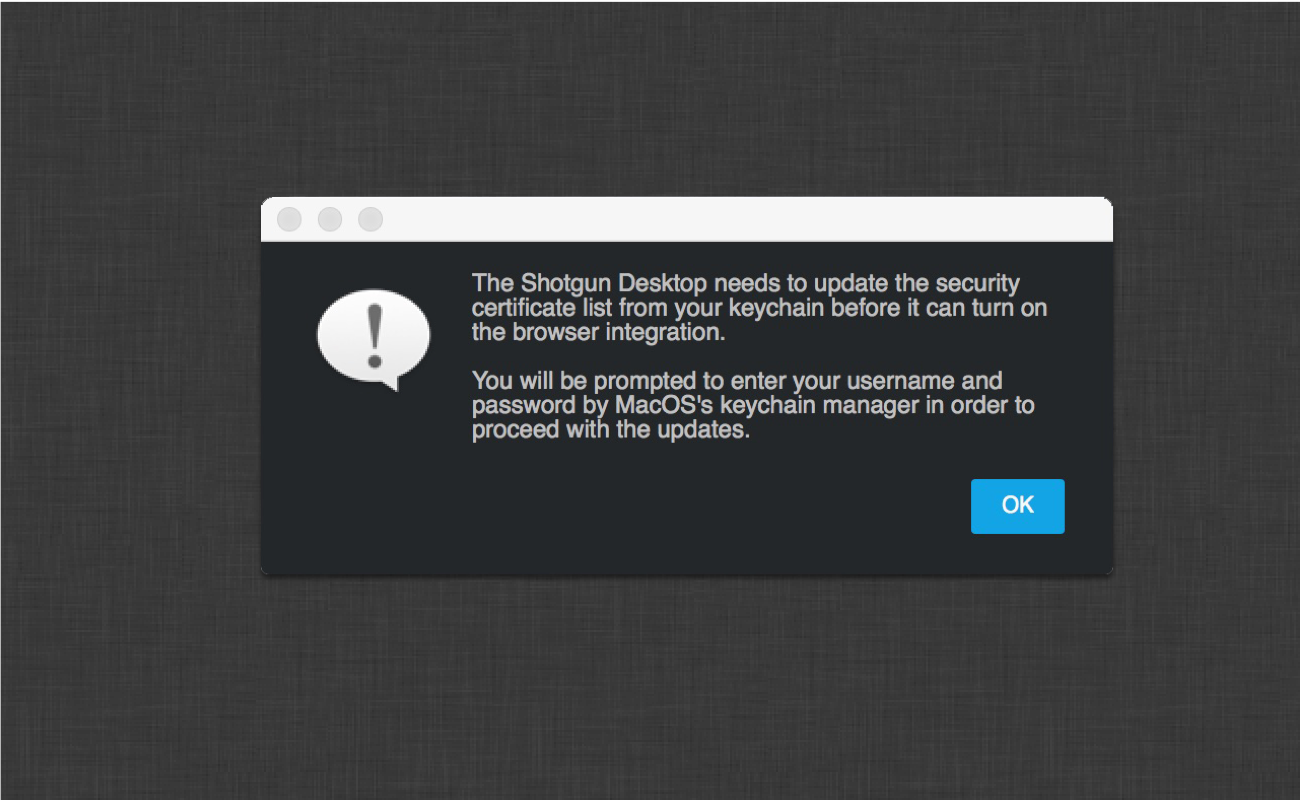 The Shotgun Desktop needs to update the security
certificate list from your keychain before it can turn on
the browser integration.
You will be prompted to enter your username and
password by MacOS's keychain manager in order to
proceed with the updates.
OK